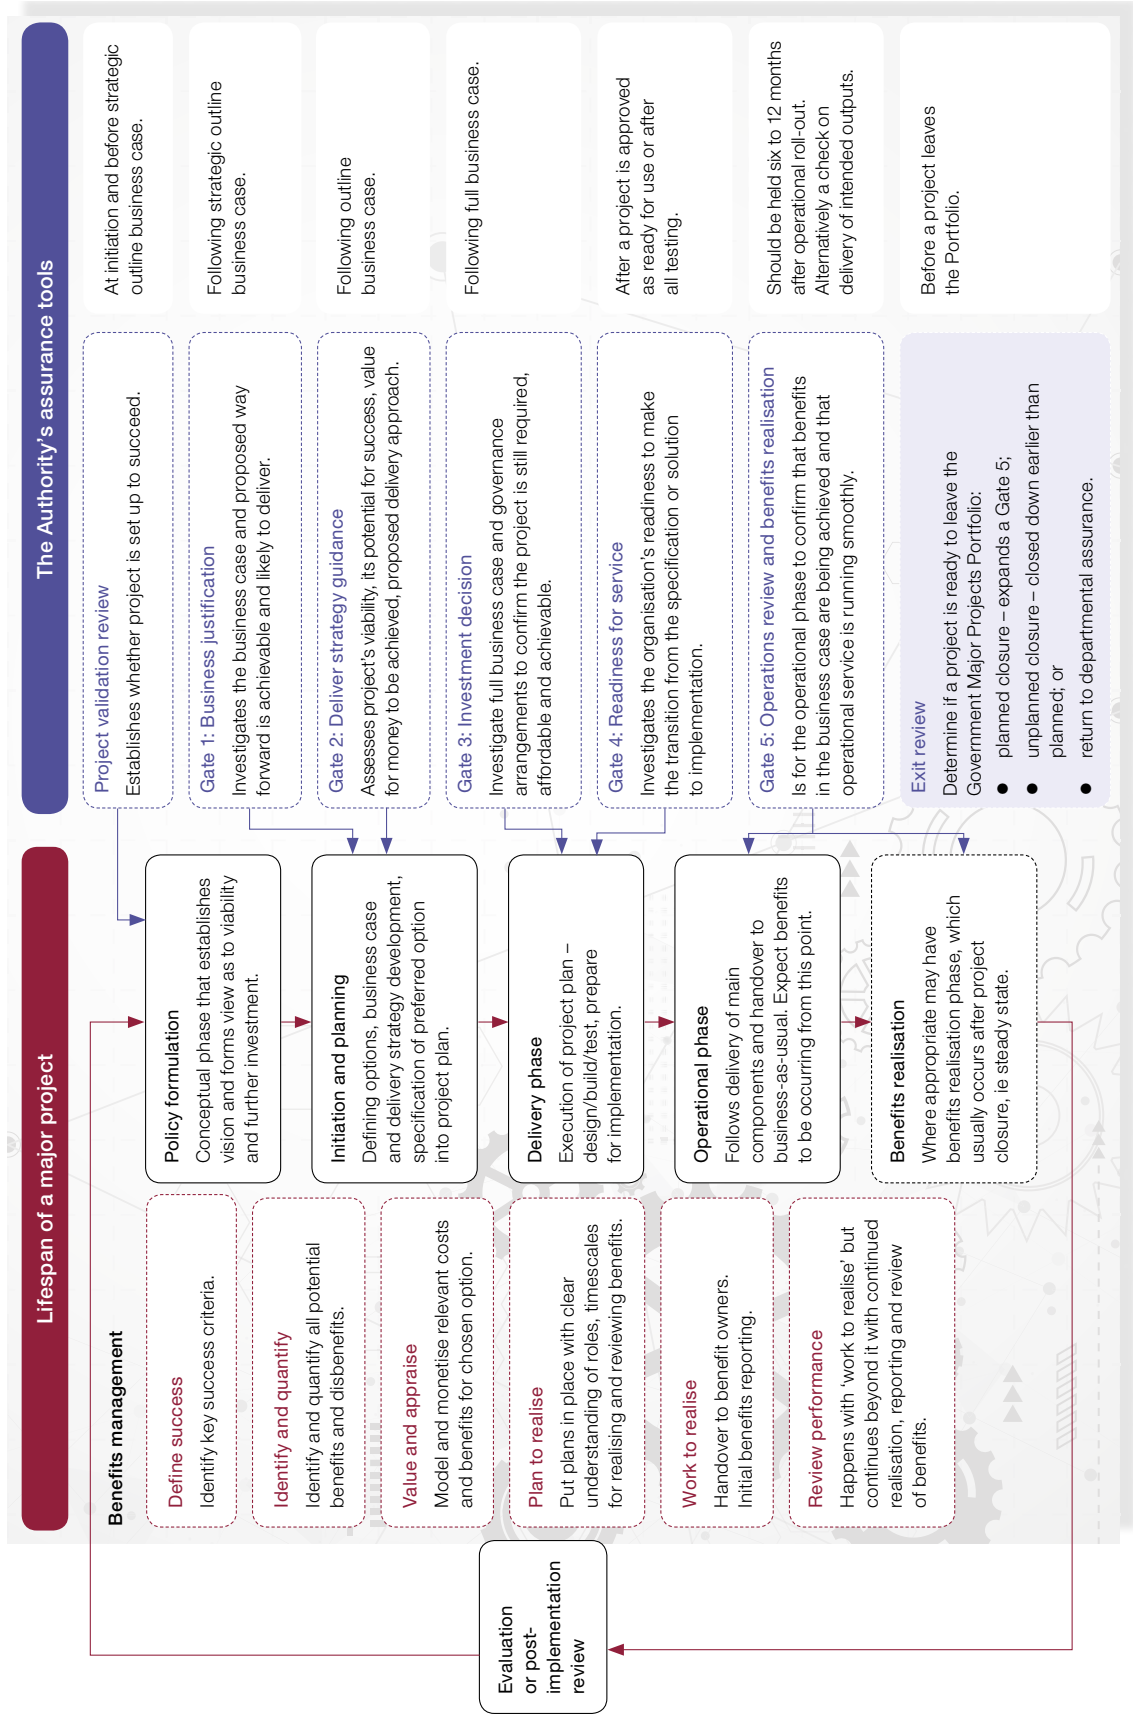 Lifespan of a major project
Benefits management
Define success
Identify key success criteria.
Identify and quantify
Identify and quantify all potential
benefits and disbenefits.
Value and appraise
Model and monetise relevant costs
and benefits for chosen option.
Plan to realise
Put plans in place with clear
understanding of roles, timescales
for realising and reviewing benefits.
Work to realise
Handover to benefit owners.
Initial benefits reporting.
Review performance
Happens with ‘work to realise’ but
continues beyond it with continued
realisation, reporting and review
of benefits.
Evaluation
or post-
implementation
review
Policy formulation
Conceptual phase that establishes
vision and forms view as to viability
and further investment.
Initiation and planning
Defining options, business case
and delivery strategy development,
specification of preferred option
into project plan.
Delivery phase
Execution of project plan –
design/build/test, prepare
for implementation.
Operational phase
Follows delivery of main
components and handover to
business-as-usual. Expect benefits
to be occurring from this point.
Benefits realisation
Where appropriate may have
benefits realisation phase, which
usually occurs after project
closure, ie steady state.
The Authority’s assurance tools
Project validation review
Establishes whether project is set up to succeed.
At initiation and before strategic
outline business case.
Gate 1: Business justification
Investigates the business case and proposed way
forward is achievable and likely to deliver.
Following strategic outline
business case.
Gate 2: Deliver strategy guidance
Assesses project’s viability, its potential for success, value
for money to be achieved, proposed delivery approach.
Following outline
business case.
Gate 3: Investment decision
Investigate full business case and governance
arrangements to confirm the project is still required,
affordable and achievable.
Following full business case.
Gate 4: Readiness for service
Investigates the organisation’s readiness to make
the transition from the specification or solution
to implementation.
After a project is approved
as ready for use or after
all testing.
Gate 5: Operations review and benefits realisation
Is for the operational phase to confirm that benefits
in the business case are being achieved and that
operational service is running smoothly.
Should be held six to 12 months
after operational roll-out.
Alternatively a check on
delivery of intended outputs.
Exit review
Determine if a project is ready to leave the
Government Major Projects Portfolio:
● planned closure – expands a Gate 5;
● unplanned closure – closed down earlier than
planned; or
● return to departmental assurance.
Before a project leaves
the Portfolio.